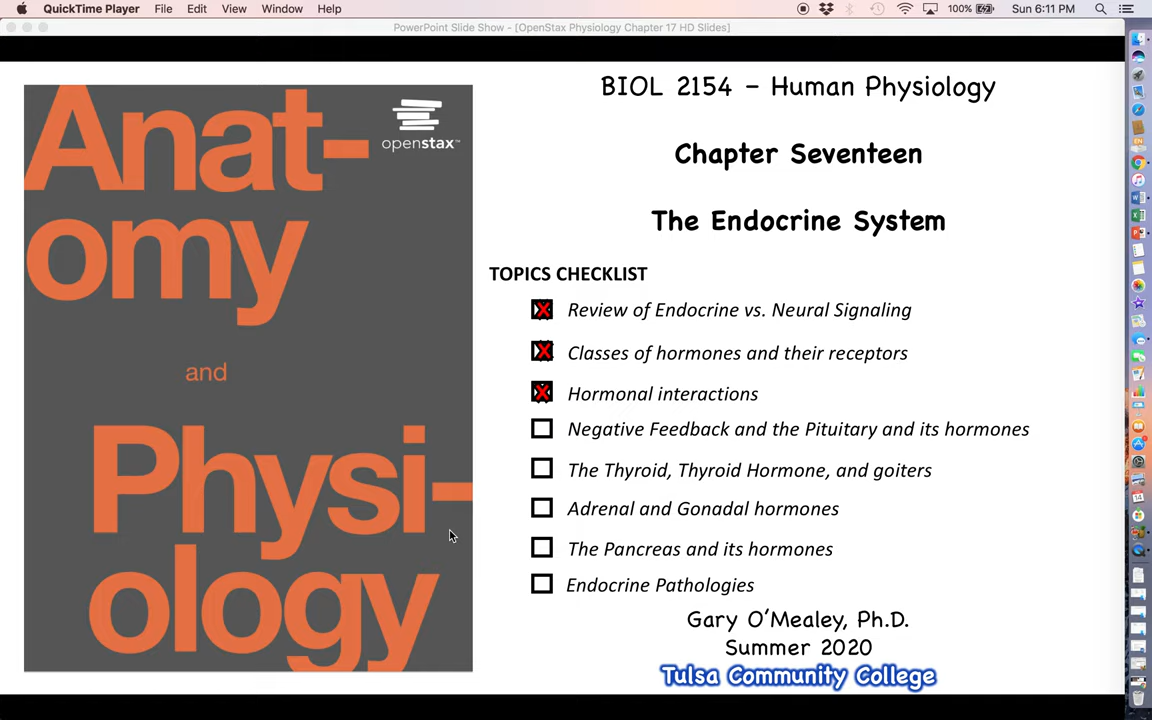 QuickTime Player File Edit View Window Help 100% Sun 6:11 PM
PowerPoint Slide Show - [OpenStax Physiology Chapter 17 HD Slides]
Anat-
omy
and
Physi-
ology
openstax™
BIOL 2154 – Human Physiology
Chapter Seventeen
The Endocrine System
TOPICS CHECKLIST
Review of Endocrine vs. Neural Signaling
Classes of hormones and their receptors
Hormonal interactions
Negative Feedback and the Pituitary and its hormones
The Thyroid, Thyroid Hormone, and goiters
Adrenal and Gonadal hormones
The Pancreas and its hormones
Endocrine Pathologies
Gary O'Mealey, Ph.D.
Summer 2020
Tulsa Community College